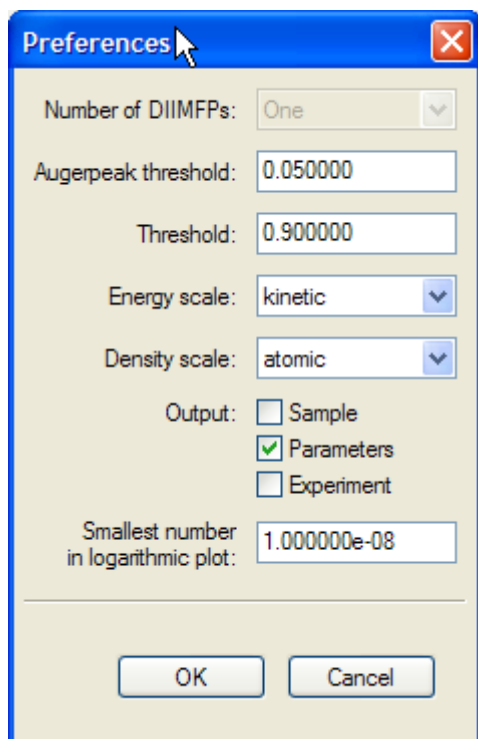 Preferences
Number of DIIMFPs: One
Augerpeak threshold: 0.050000
Threshold: 0.900000
Energy scale: kinetic
Density scale: atomic
Output: Sample
Parameters
Experiment
Smallest number
in logarithmic plot: 1.000000e-08
OK Cancel